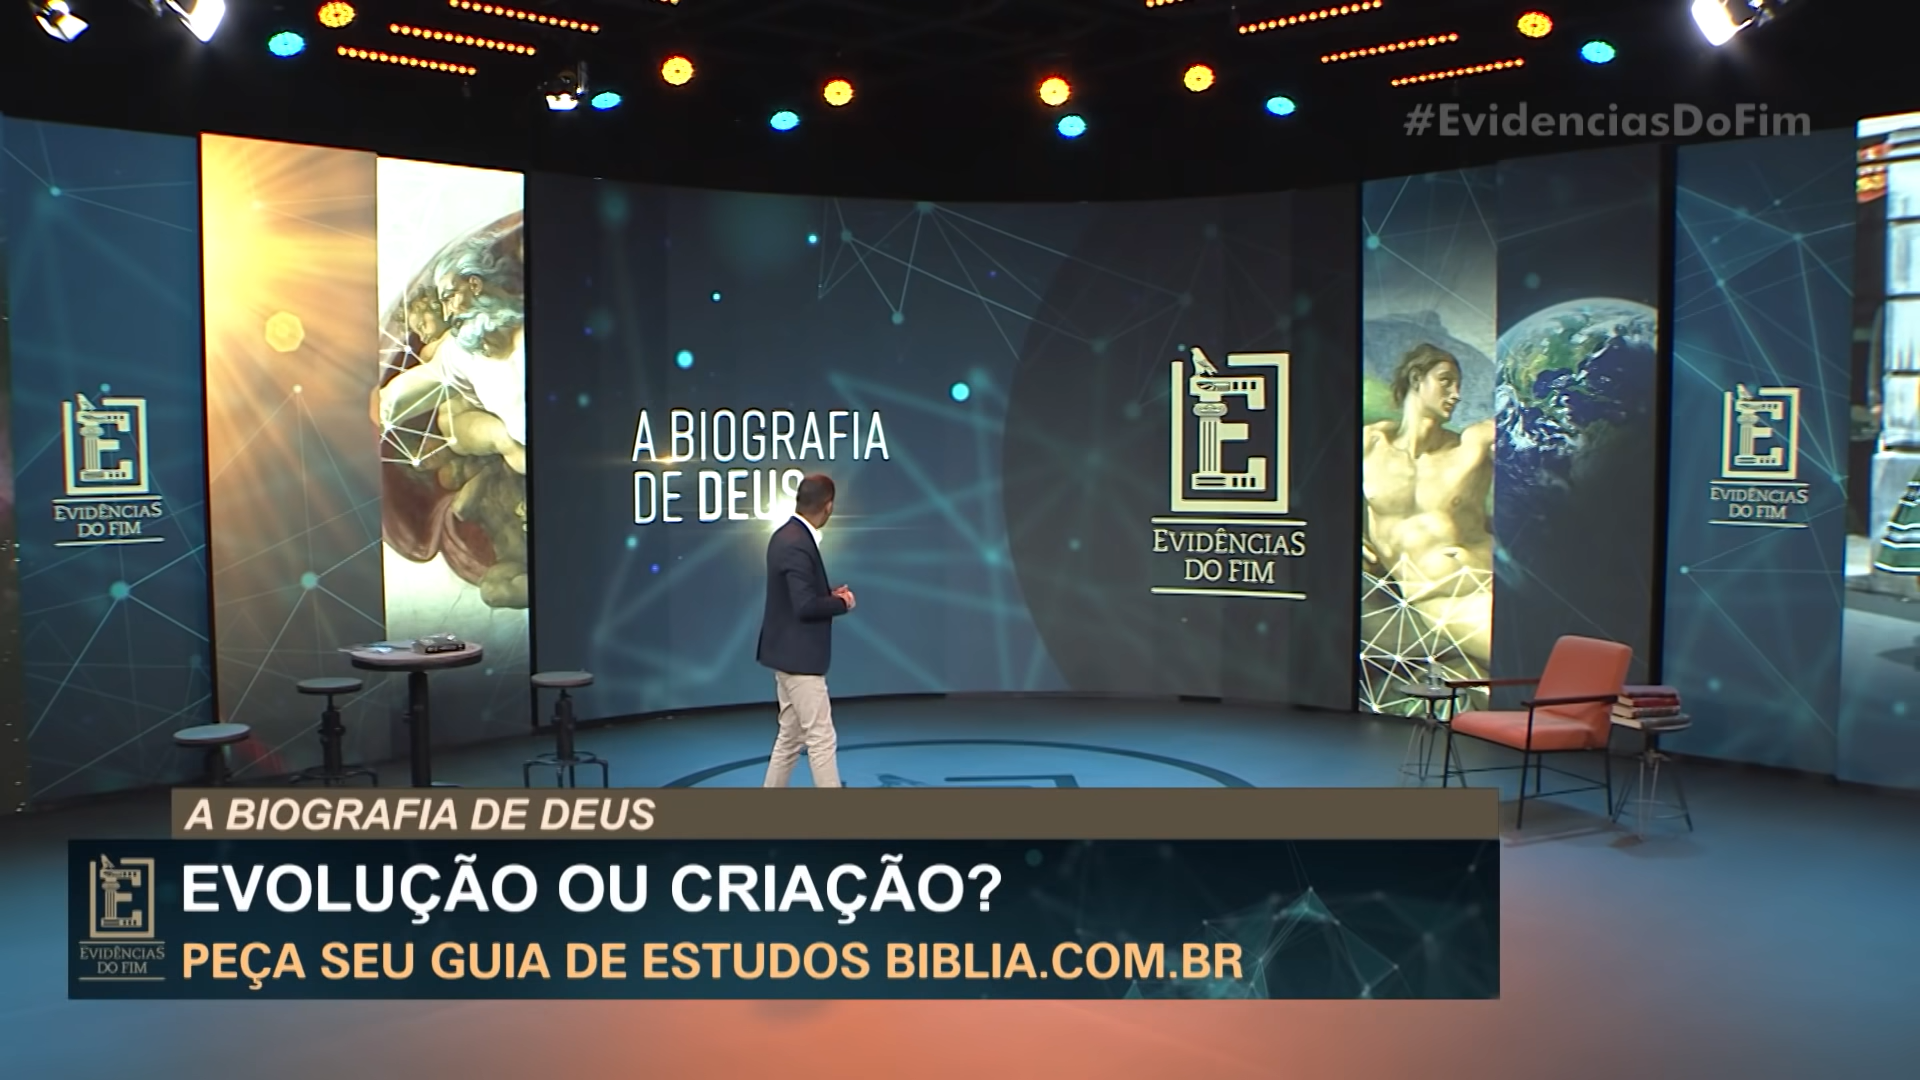 #EvidenciasDoFim
A BIOGRAFIA
DE DEUS
EVIDÊNCIAS
DO FIM
EVIDÊNCIAS
DO FIM
EVIDÊNCIAS
DO FIM
A BIOGRAFIA DE DEUS
EVOLUÇÃO OU CRIAÇÃO?
PEÇA SEU GUIA DE ESTUDOS BIBLIA.COM.BR
EVIDÊNCIAS
DO FIM